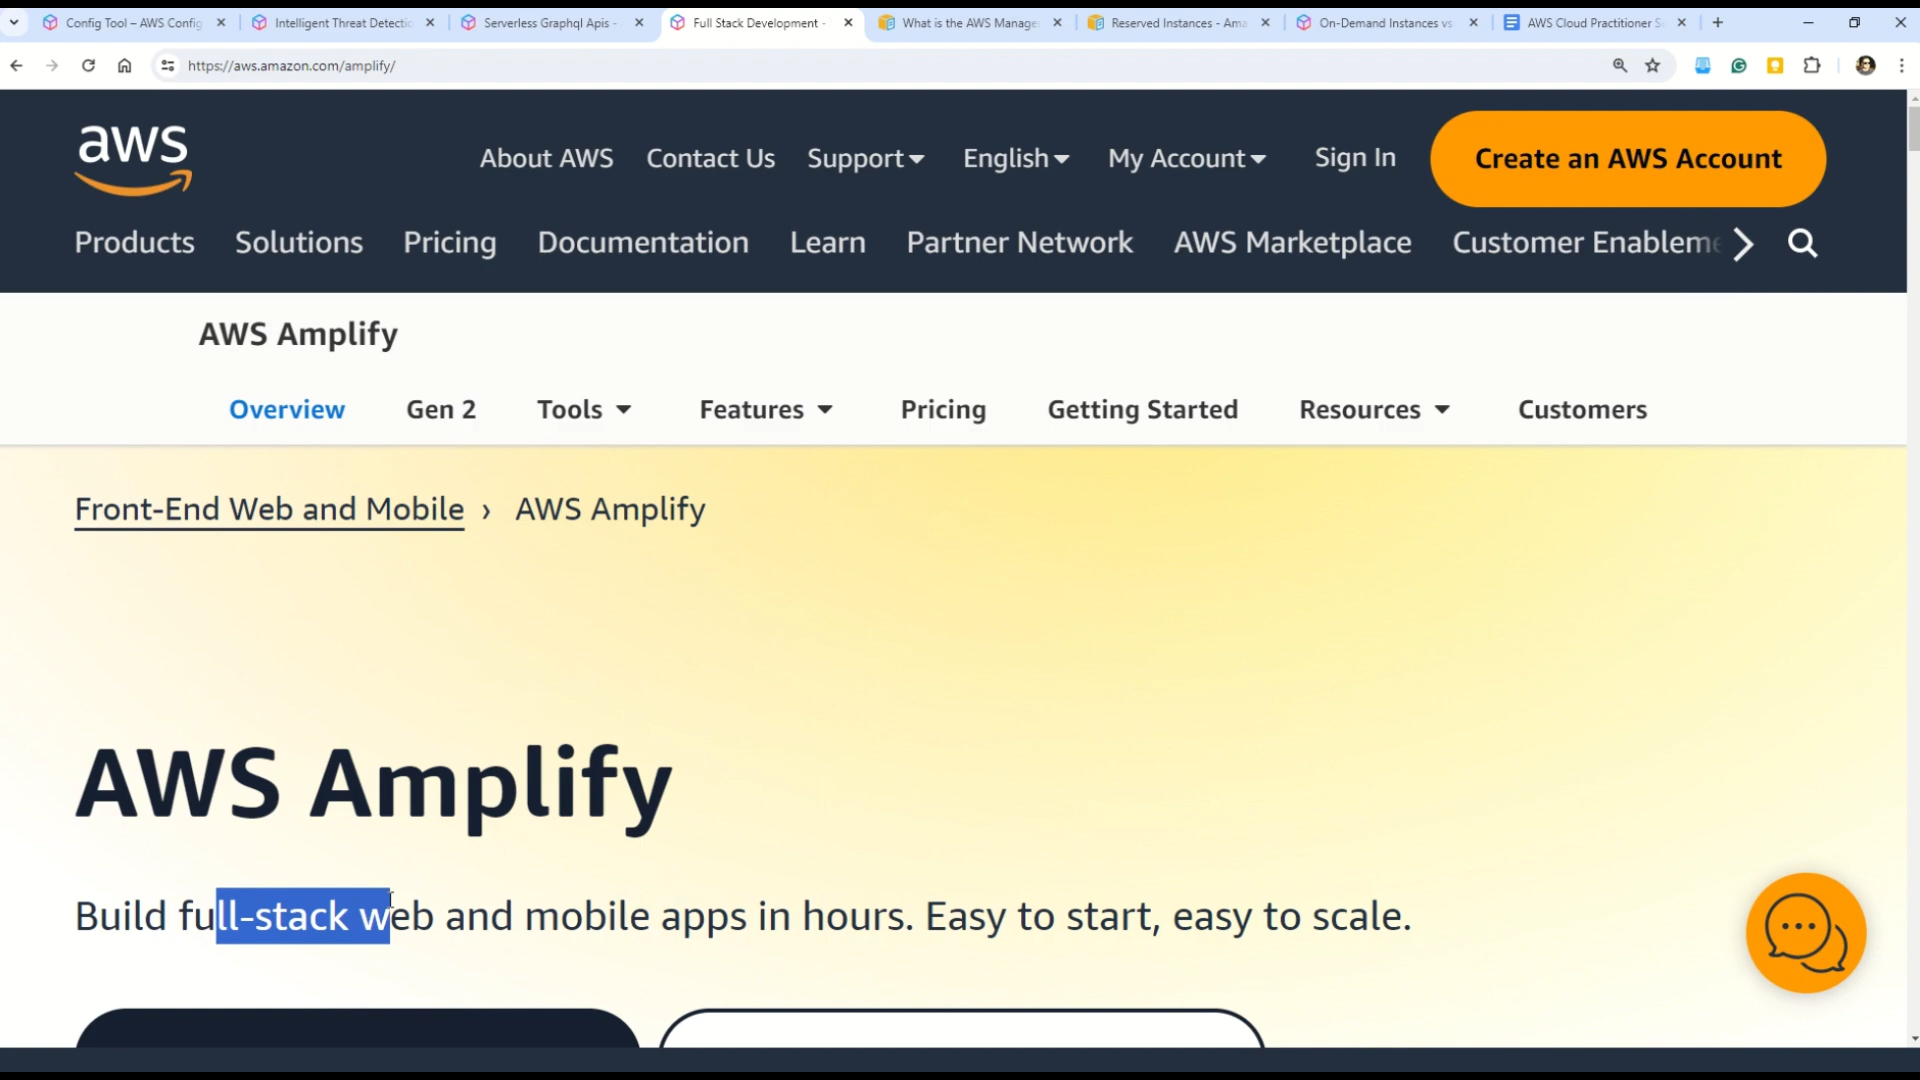 Config Tool – AWS Config
Intelligent Threat Detectio
Serverless Graphql Apis -
Full Stack Development -
What is the AWS Manage
Reserved Instances - Ama
On-Demand Instances vs
AWS Cloud Practitioner S
https://aws.amazon.com/amplify/
aws
About AWS
Contact Us
Support
English
My Account
Sign In
Create an AWS Account
Products
Solutions
Pricing
Documentation
Learn
Partner Network
AWS Marketplace
Customer Enableme
AWS Amplify
Overview
Gen 2
Tools
Features
Pricing
Getting Started
Resources
Customers
Front-End Web and Mobile › AWS Amplify
AWS Amplify
Build full-stack web and mobile apps in hours. Easy to start, easy to scale.